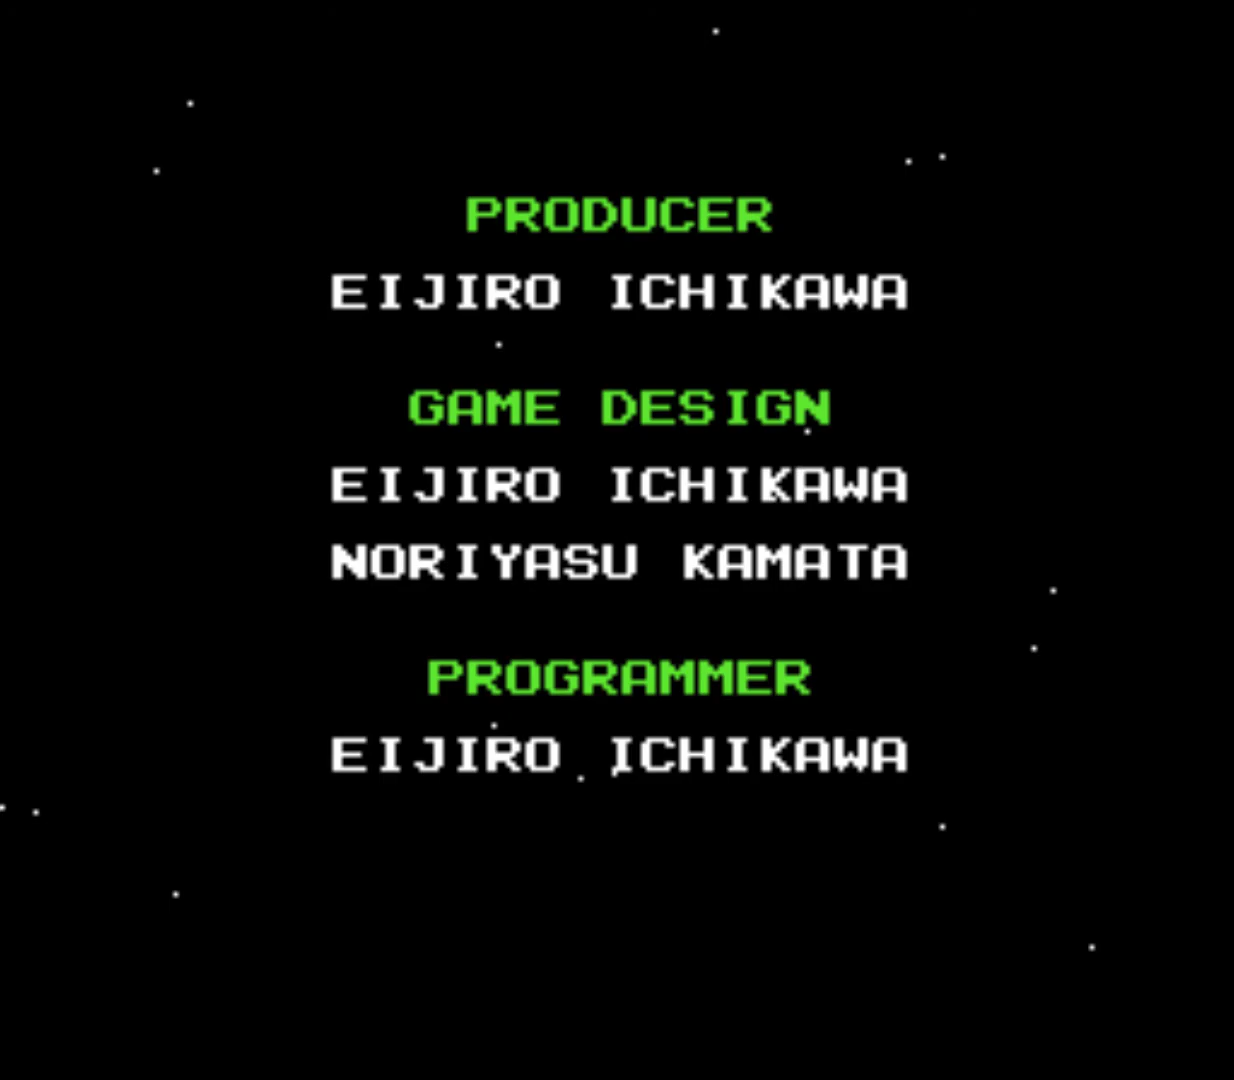 PRODUCER
EIJIRO ICHIKAWA
GAME DESIGN
EIJIRO ICHIKAWA
NORIYASU KAMATA
PROGRAMMER
EIJIRO ICHIKAWA